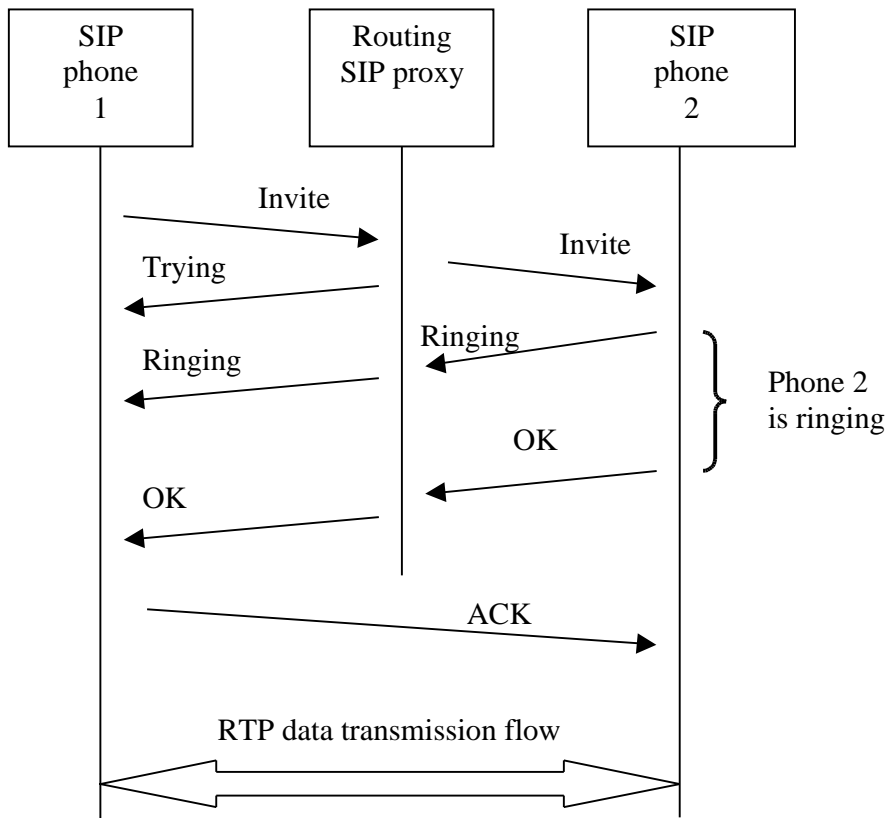 SIP
phone
1
Routing
SIP proxy
SIP
phone
2
Invite
Invite
Trying
Ringing
Ringing
Phone 2
is ringing
OK
OK
ACK
RTP data transmission flow